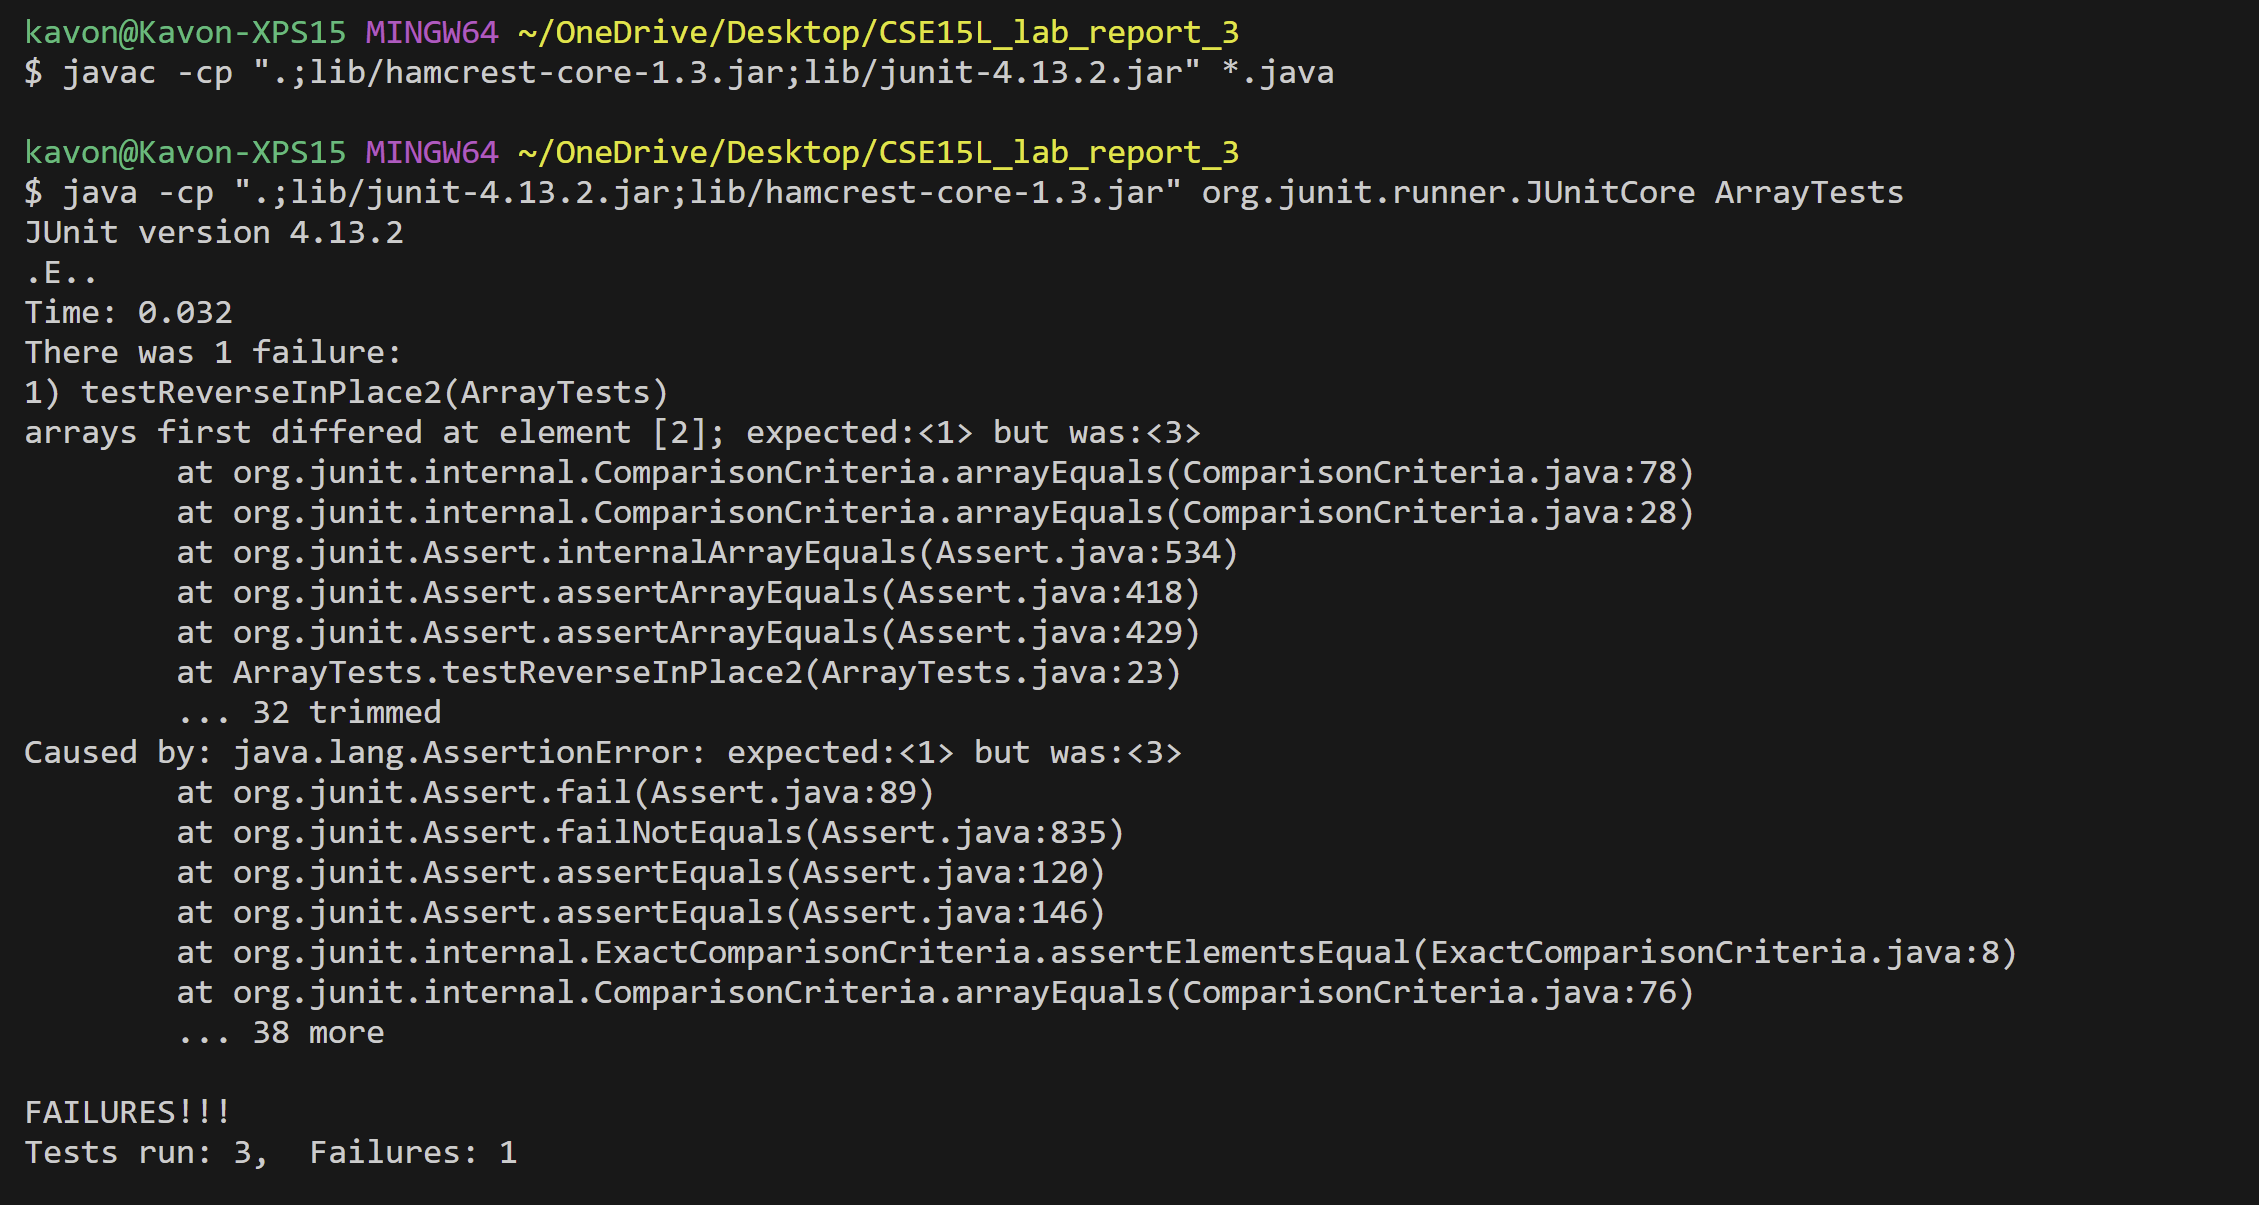 kavon@Kavon-XPS15 MINGW64 ~/OneDrive/Desktop/CSE15L_lab_report_3
$ javac -cp ".;lib/hamcrest-core-1.3.jar;lib/junit-4.13.2.jar" *.java
kavon@Kavon-XPS15 MINGW64 ~/OneDrive/Desktop/CSE15L_lab_report_3
$ java -cp ".;lib/junit-4.13.2.jar;lib/hamcrest-core-1.3.jar" org.junit.runner.JUnitCore ArrayTests
JUnit version 4.13.2
.E..
Time: 0.032
There was 1 failure:
1) testReverseInPlace2(ArrayTests)
arrays first differed at element [2]; expected:<1> but was:<3>
        at org.junit.internal.ComparisonCriteria.arrayEquals(ComparisonCriteria.java:78)
        at org.junit.internal.ComparisonCriteria.arrayEquals(ComparisonCriteria.java:28)
        at org.junit.Assert.internalArrayEquals(Assert.java:534)
        at org.junit.Assert.assertArrayEquals(Assert.java:418)
        at org.junit.Assert.assertArrayEquals(Assert.java:429)
        at ArrayTests.testReverseInPlace2(ArrayTests.java:23)
        ... 32 trimmed
Caused by: java.lang.AssertionError: expected:<1> but was:<3>
        at org.junit.Assert.fail(Assert.java:89)
        at org.junit.Assert.failNotEquals(Assert.java:835)
        at org.junit.Assert.assertEquals(Assert.java:120)
        at org.junit.Assert.assertEquals(Assert.java:146)
        at org.junit.internal.ExactComparisonCriteria.assertElementsEqual(ExactComparisonCriteria.java:8)
        at org.junit.internal.ComparisonCriteria.arrayEquals(ComparisonCriteria.java:76)
        ... 38 more
FAILURES!!!
Tests run: 3,  Failures: 1